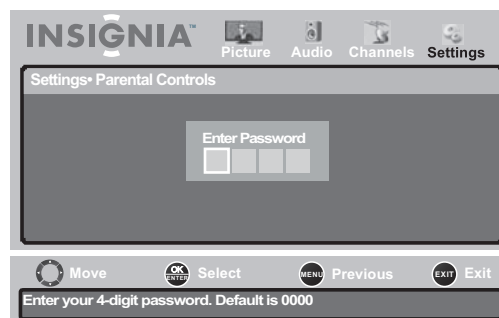 INSIGNIA™
Picture Audio Channels Settings
Settings• Parental Controls
Enter Password
Move OK ENTER Select MENU Previous EXIT Exit
Enter your 4-digit password. Default is 0000